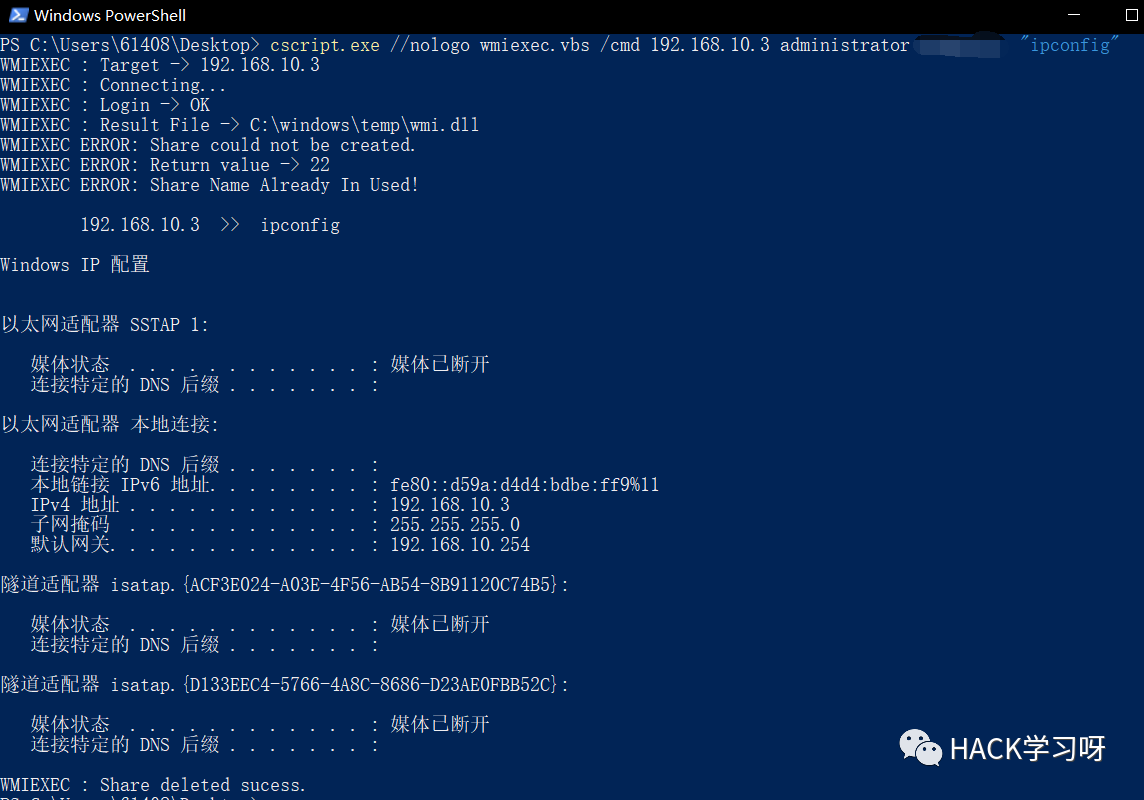 Windows PowerShell
PS C:\Users\61408\Desktop> cscript.exe //nologo wmiexec.vbs /cmd 192.168.10.3 administrator "ipconfig"
WMIEXEC : Target -> 192.168.10.3
WMIEXEC : Connecting...
WMIEXEC : Login -> OK
WMIEXEC : Result File -> C:\windows\temp\wmi.dll
WMIEXEC ERROR: Share could not be created.
WMIEXEC ERROR: Return value -> 22
WMIEXEC ERROR: Share Name Already In Used!
192.168.10.3 >> ipconfig
Windows IP 配置
以太网适配器 SSTAP 1:
媒体状态 . . . . . . . . . . . . : 媒体已断开
连接特定的 DNS 后缀 . . . . . . . :
以太网适配器 本地连接:
连接特定的 DNS 后缀 . . . . . . . :
本地链接 IPv6 地址. . . . . . . . : fe80::d59a:d4d4:bdbe:ff9%11
IPv4 地址 . . . . . . . . . . . . : 192.168.10.3
子网掩码 . . . . . . . . . . . . : 255.255.255.0
默认网关. . . . . . . . . . . . . : 192.168.10.254
隧道适配器 isatap.{ACF3E024-A03E-4F56-AB54-8B91120C74B5}:
媒体状态 . . . . . . . . . . . . : 媒体已断开
连接特定的 DNS 后缀 . . . . . . . :
隧道适配器 isatap.{D133EEC4-5766-4A8C-8686-D23AE0FBB52C}:
媒体状态 . . . . . . . . . . . . : 媒体已断开
连接特定的 DNS 后缀 . . . . . . . :
HACK学习呀
WMIEXEC : Share deleted sucess.
PS C:\Users\61408\Desktop>